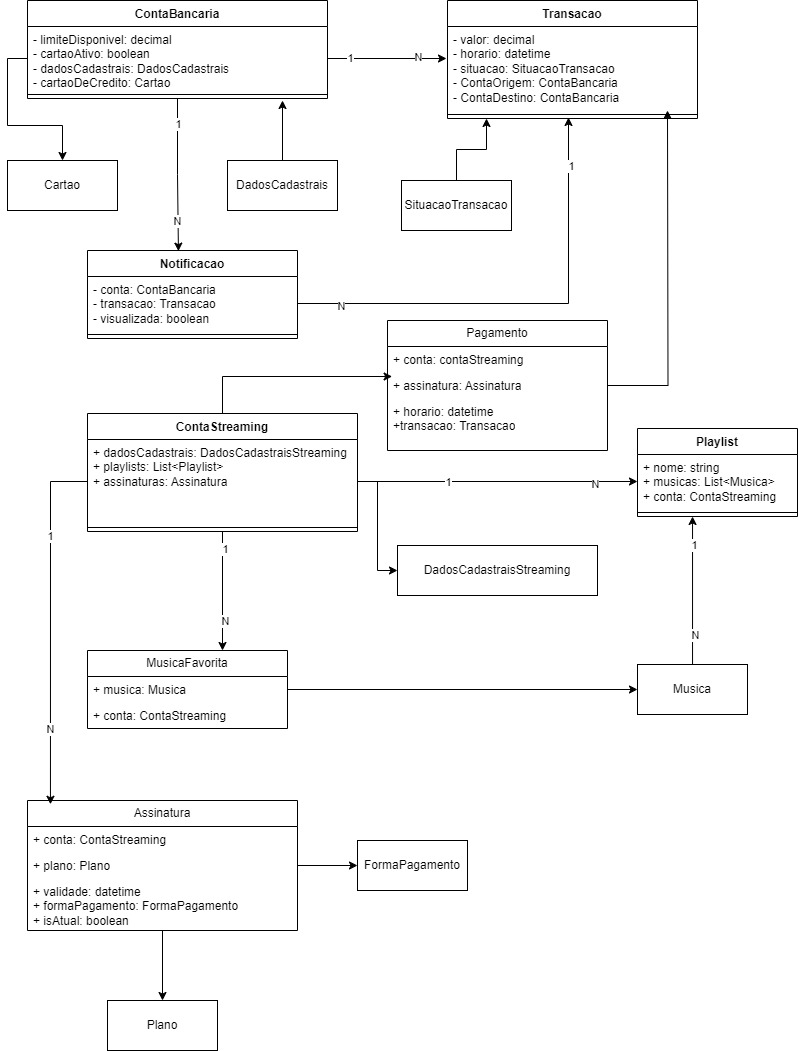 ContaBancaria
- limiteDisponivel: decimal
- cartaoAtivo: boolean
- dadosCadastrais: DadosCadastrais
- cartaoDeCredito: Cartao
1
N
Transacao
- valor: decimal
- horario: datetime
- situacao: SituacaoTransacao
- ContaOrigem: ContaBancaria
- ContaDestino: ContaBancaria
1
N
Cartao
DadosCadastrais
SituacaoTransacao
1
Notificacao
- conta: ContaBancaria
- transacao: Transacao
- visualizada: boolean
N
Pagamento
+ conta: contaStreaming
+ assinatura: Assinatura
+ horario: datetime
+transacao: Transacao
ContaStreaming
+ dadosCadastrais: DadosCadastraisStreaming
+ playlists: List<Playlist>
+ assinaturas: Assinatura
1
N
Playlist
+ nome: string
+ musicas: List<Musica>
+ conta: ContaStreaming
1
N
DadosCadastraisStreaming
1
N
MusicaFavorita
+ musica: Musica
+ conta: ContaStreaming
Musica
1
N
Assinatura
+ conta: ContaStreaming
+ plano: Plano
+ validade: datetime
+ formaPagamento: FormaPagamento
+ isAtual: boolean
FormaPagamento
Plano